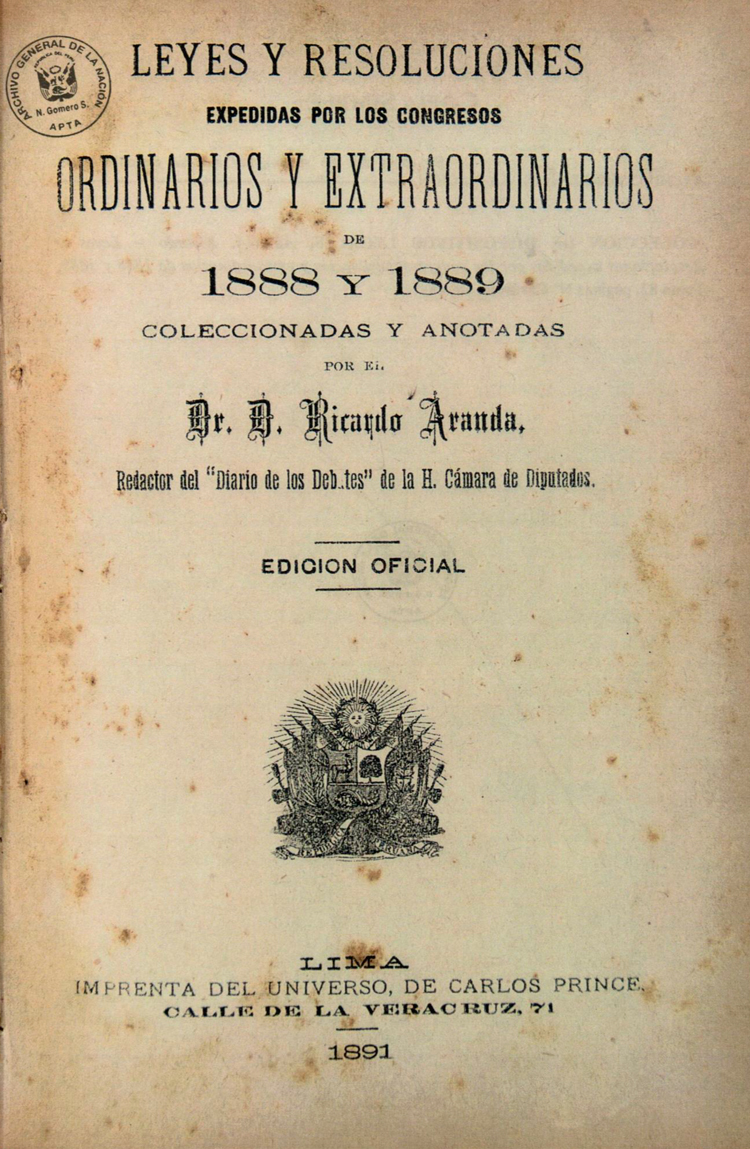 ARCHIVO GENERAL DE LA NACIÓN
N. Gomero S.
APTA
LEYES Y RESOLUCIONES
EXPEDIDAS POR LOS CONGRESOS
ORDINARIOS Y EXTRAORDINARIOS
DE
1888 Y 1889
COLECCIONADAS Y ANOTADAS
POR EL
Dr. D. Ricardo Aranda,
Redactor del "Diario de los Deb..tes" de la H. Cámara de Diputados.
EDICION OFICIAL
LIMA
IMPRENTA DEL UNIVERSO, DE CARLOS PRINCE.
CALLE DE LA VERACRUZ, 71
1891